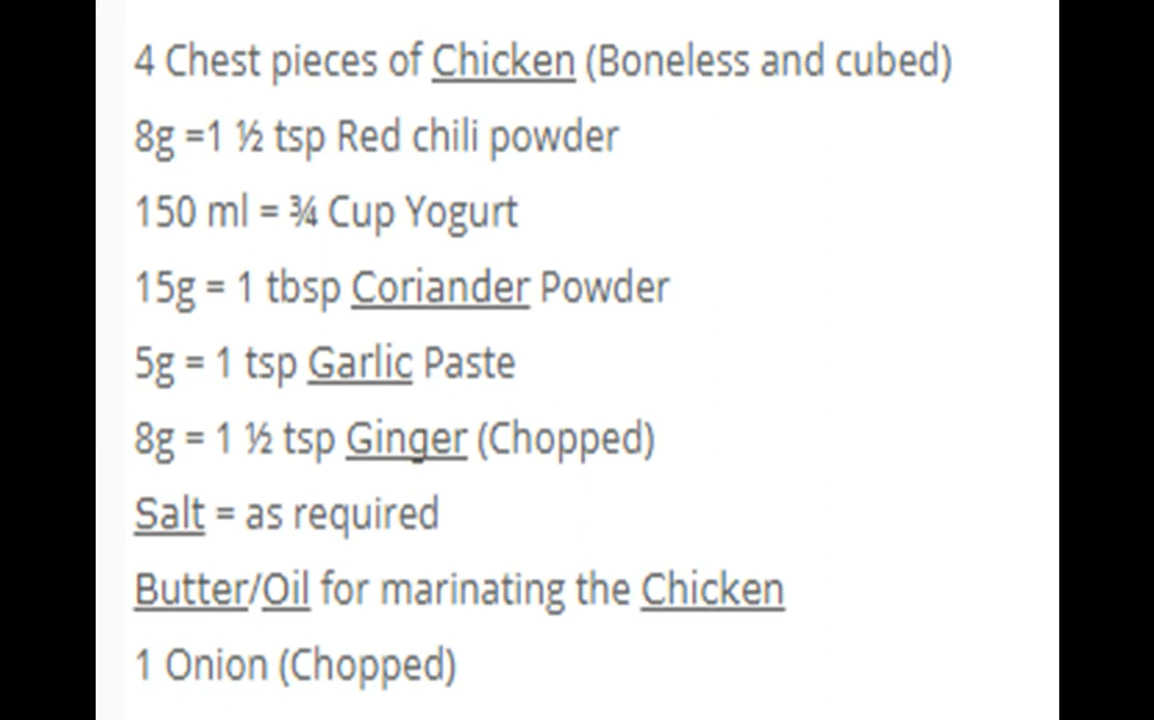 4 Chest pieces of Chicken (Boneless and cubed)
8g =1 ½ tsp Red chili powder
150 ml = ¾ Cup Yogurt
15g = 1 tbsp Coriander Powder
5g = 1 tsp Garlic Paste
8g = 1 ½ tsp Ginger (Chopped)
Salt = as required
Butter/Oil for marinating the Chicken
1 Onion (Chopped)